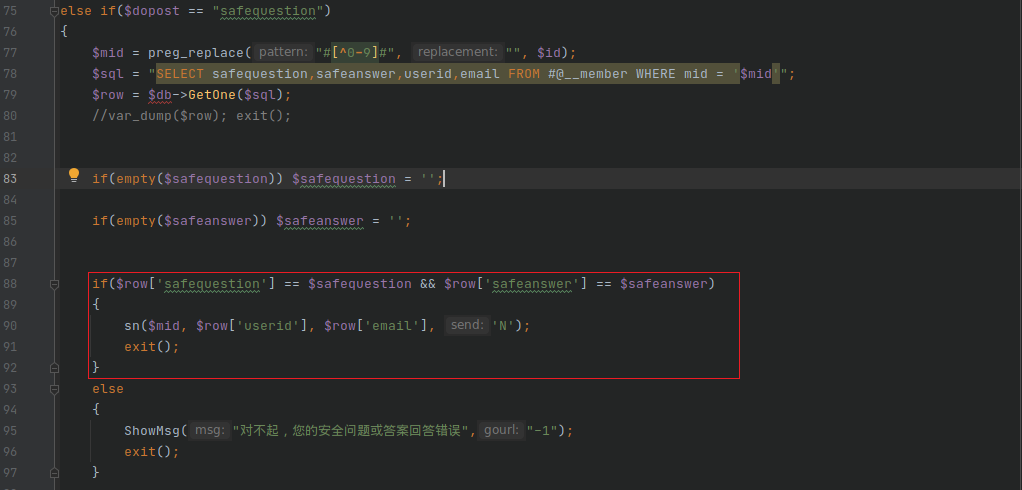 75 else if($dopost == "safequestion")
76 {
77 $mid = preg_replace( pattern: "#[^0-9]#", replacement: "", $id);
78 $sql = "SELECT safequestion,safeanswer,userid,email FROM #@__member WHERE mid = '$mid'";
79 $row = $db->GetOne($sql);
80 //var_dump($row); exit();
81
82
83 if(empty($safequestion)) $safequestion = '';
84
85 if(empty($safeanswer)) $safeanswer = '';
86
87
88 if($row['safequestion'] == $safequestion && $row['safeanswer'] == $safeanswer)
89 {
90 sn($mid, $row['userid'], $row['email'], send: 'N');
91 exit();
92 }
93 else
94 {
95 ShowMsg( msg: "对不起，您的安全问题或答案回答错误", gourl: "-1");
96 exit();
97 }